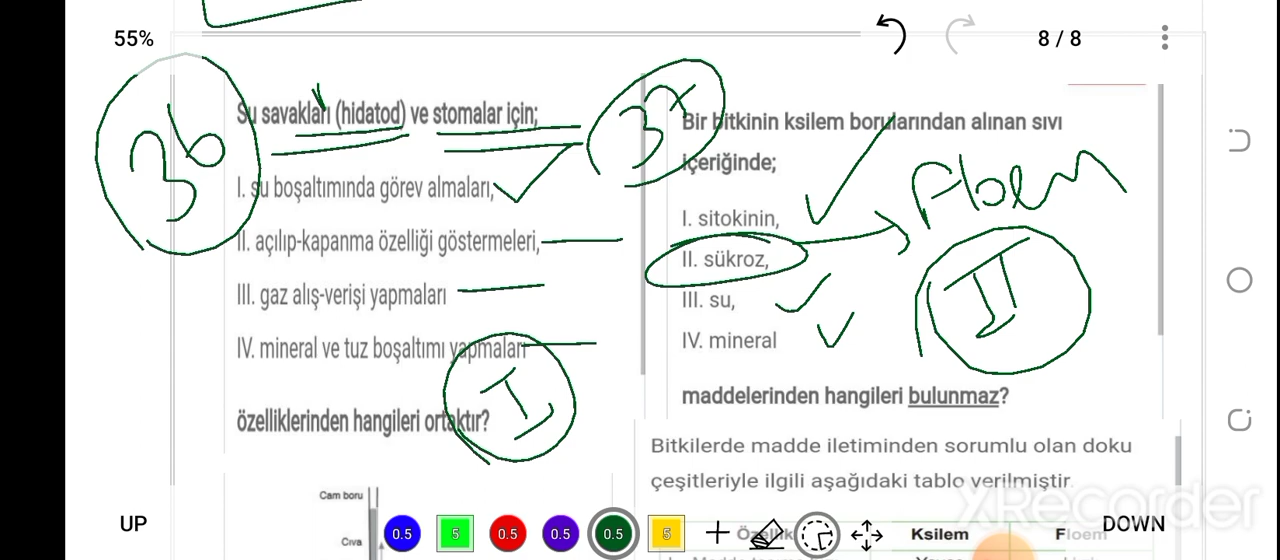 55%
8 / 8
36
Su savakları (hidatod) ve stomalar için;
I. su boşaltımında görev almaları,
II. açılıp-kapanma özelliği göstermeleri,
III. gaz alış-verişi yapmaları
IV. mineral ve tuz boşaltımı yapmaları
özelliklerinden hangileri ortaktır?
I
Cam boru
Cıva
37
Bir bitkinin ksilem borularından alınan sıvı
içeriğinde;
I. sitokinin,
II. sükroz,
III. su,
IV. mineral
Floem
II
maddelerinden hangileri bulunmaz?
Bitkilerde madde iletiminden sorumlu olan doku
çeşitleriyle ilgili aşağıdaki tablo verilmiştir.
Özellik Ksilem Floem
XRecorder
UP
0.5 5 0.5 0.5 0.5 5
DOWN